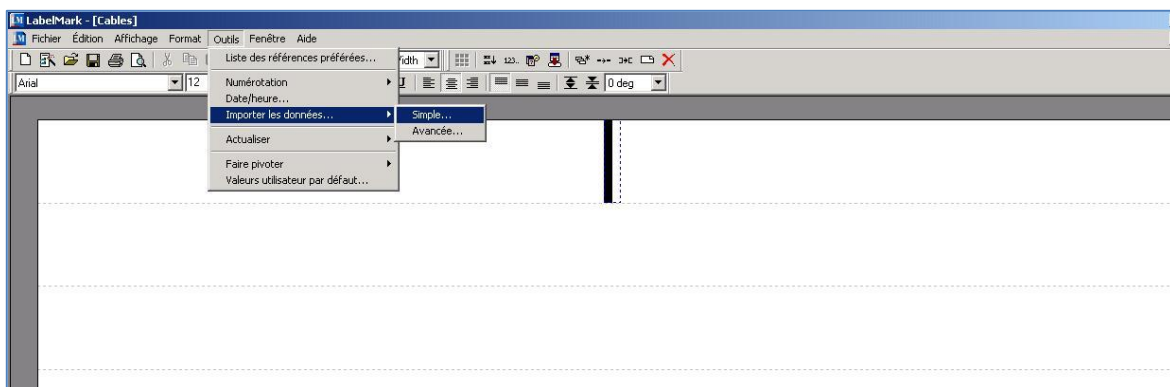 LabelMark - [Cables]
Fichier Édition Affichage Format Outils Fenêtre Aide
Liste des références préférées...
Numérotation
Date/heure...
Importer les données...
Simple...
Avancée...
Actualiser
Faire pivoter
Valeurs utilisateur par défaut...
123..
Arial
12
0 deg